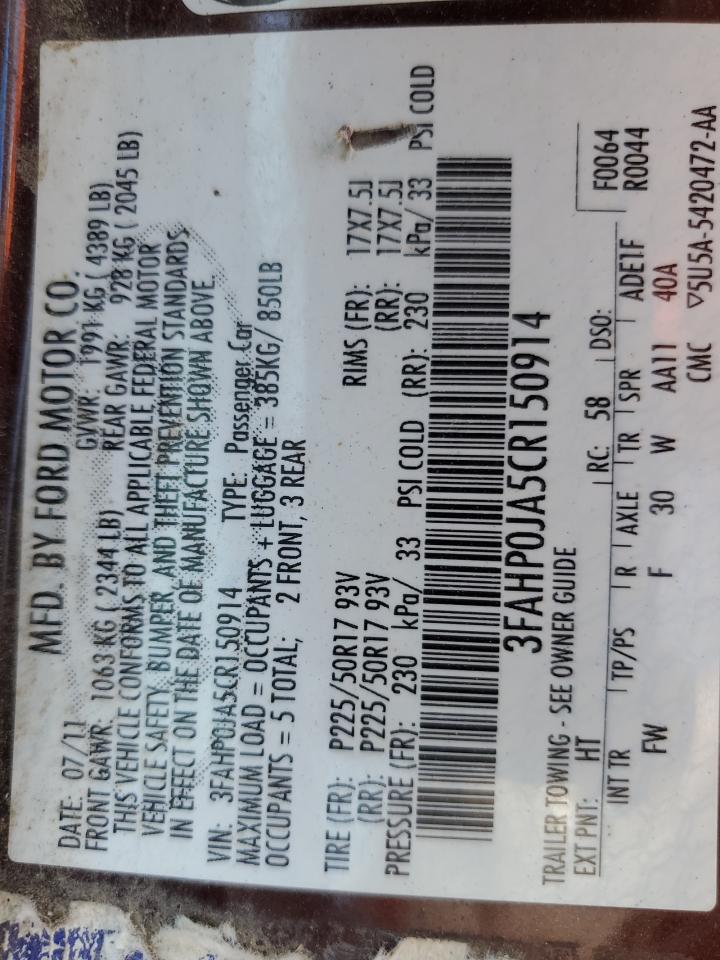 MFD. BY FORD MOTOR CO.
DATE: 07/11 GVWR: 1991 KG ( 4389 LB)
FRONT GAWR: 1063 KG ( 2344 LB) REAR GAWR: 928 KG ( 2045 LB)
THIS VEHICLE CONFORMS TO ALL APPLICABLE FEDERAL MOTOR
VEHICLE SAFETY, BUMPER, AND THEFT PREVENTION STANDARDS
IN EFFECT ON THE DATE OF MANUFACTURE SHOWN ABOVE.
VIN: 3FAHP0JA5CR150914 TYPE: Passenger Car
MAXIMUM LOAD = OCCUPANTS + LUGGAGE = 385KG/ 850LB
OCCUPANTS = 5 TOTAL; 2 FRONT, 3 REAR
TIRE (FR): P225/50R17 93V RIMS (FR): 17X7.5J
(RR): P225/50R17 93V (RR): 17X7.5J
PRESSURE (FR): 230 kPa/ 33 PSI COLD (RR): 230 kPa/ 33 PSI COLD
3FAHP0JA5CR150914
TRAILER TOWING - SEE OWNER GUIDE
EXT PNT: HT RC: 58 DSO: F0064
R0044
INT TR TP/PS R AXLE TR SPR ADE1F
FW F 30 W AA11 40A
CMC ▽5U5A-5420472-AA